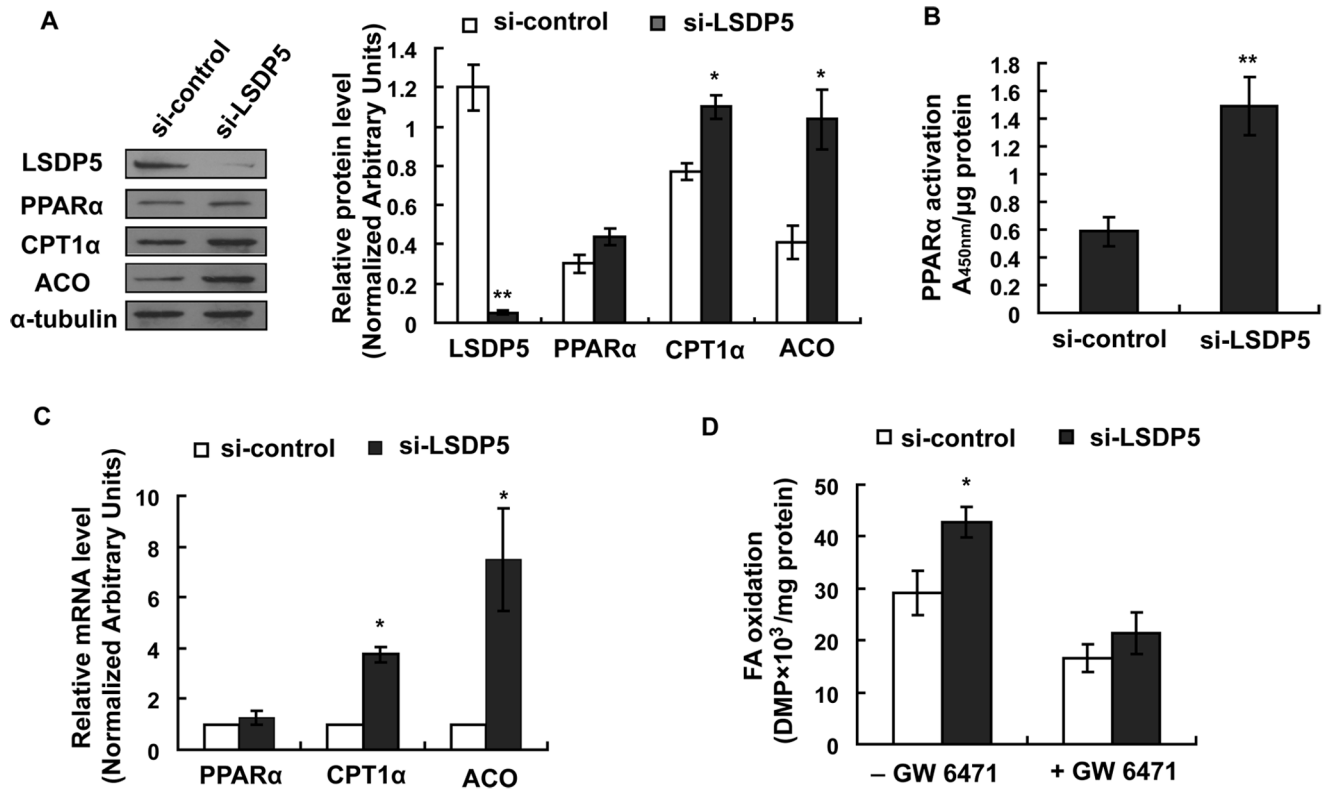 A
si-control
si-LSDP5
LSDP5
PPARα
CPT1α
ACO
α-tubulin
si-control si-LSDP5
Relative protein level
(Normalized Arbitrary Units)
1.4
1.2
1
0.8
0.6
0.4
0.2
0
**
*
*
LSDP5 PPARα CPT1α ACO
B
PPARα activation
A450nm/µg protein
1.8
1.6
1.4
1.2
1
0.8
0.6
0.4
0.2
0
**
si-control si-LSDP5
C
si-control si-LSDP5
Relative mRNA level
(Normalized Arbitrary Units)
10
8
6
4
2
0
*
*
PPARα CPT1α ACO
D
si-control si-LSDP5
FA oxidation
(DMP×10³/mg protein)
50
40
30
20
10
0
*
– GW 6471 + GW 6471